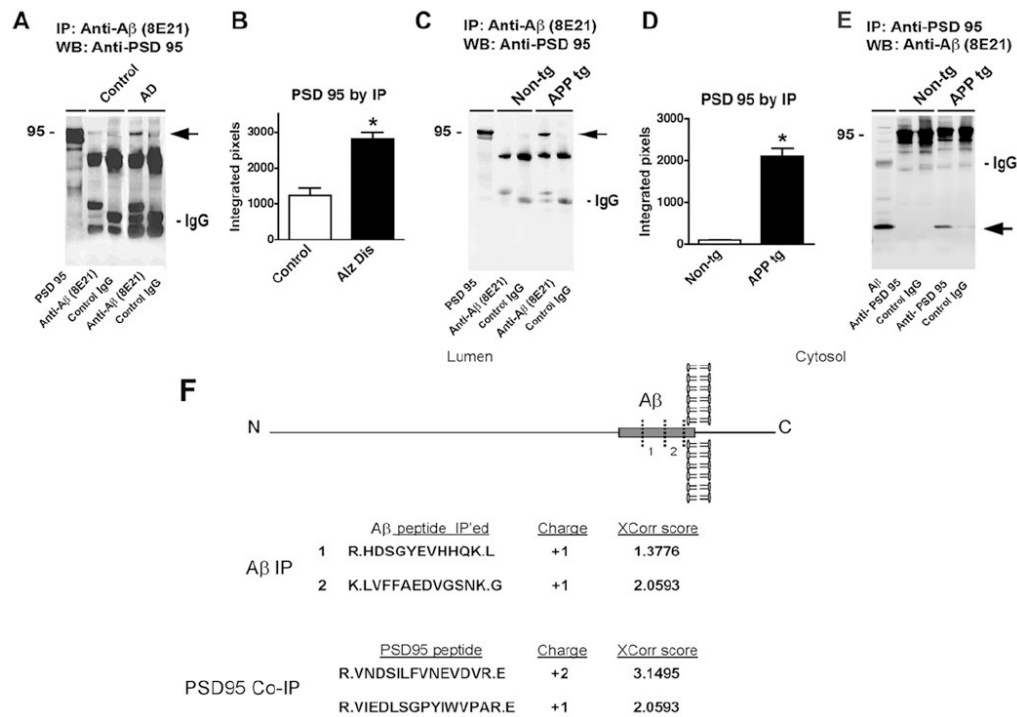 A
IP: Anti-Aβ (8E21)
WB: Anti-PSD 95
Control
AD
95 -
- IgG
PSD 95
Anti-Aβ (8E21)
Control IgG
Anti-Aβ (8E21)
Control IgG
B
PSD 95 by IP
Integrated pixels
3000
2000
1000
0
*
Control
Alz Dis
C
IP: Anti-Aβ (8E21)
WB: Anti-PSD 95
Non-tg
APP tg
95 -
- IgG
PSD 95
Anti-Aβ (8E21)
Control IgG
Anti-Aβ (8E21)
Control IgG
D
PSD 95 by IP
Integrated pixels
3000
2000
1000
0
*
Non-tg
APP tg
E
IP: Anti-PSD 95
WB: Anti-Aβ (8E21)
Non-tg
APP tg
95 -
- IgG
Aβ
Anti- PSD 95
Control IgG
Anti- PSD 95
Control IgG
F
Lumen
Cytosol
Aβ
N
C
1 2
Aβ peptide IP'ed Charge XCorr score
Aβ IP
1 R.HDSGYEVHHQK.L +1 1.3776
2 K.LVFFAEDVGSNK.G +1 2.0593
PSD95 peptide Charge XCorr score
PSD95 Co-IP
R.VNDSILFVNEVDVR.E +2 3.1495
R.VIEDLSGPYIWVPAR.E +1 2.0593